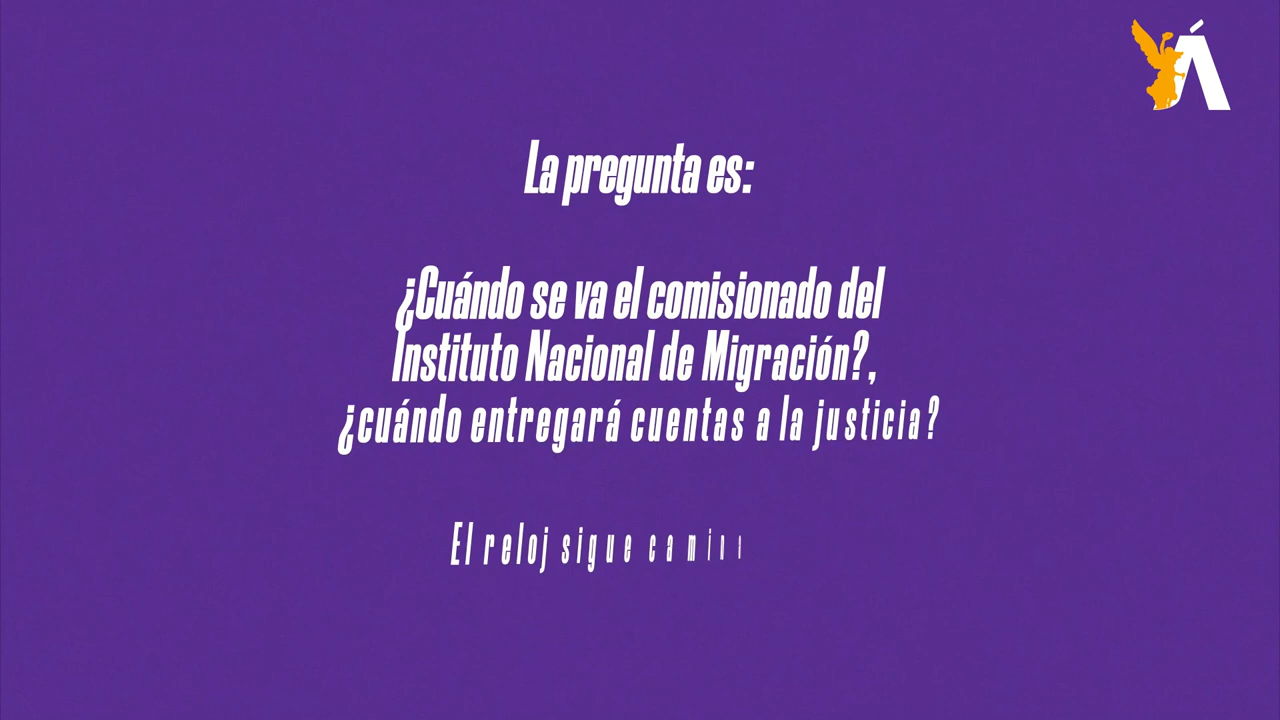 Á
La pregunta es:
¿Cuándo se va el comisionado del
Instituto Nacional de Migración?,
¿cuándo entregará cuentas a la justicia?
El reloj sigue camin